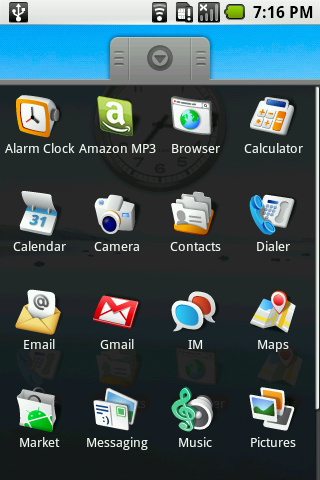 7:16 PM
Alarm Clock Amazon MP3 Browser Calculator
31
Calendar Camera Contacts Dialer
Email Gmail IM Maps
Market Messaging Music Pictures